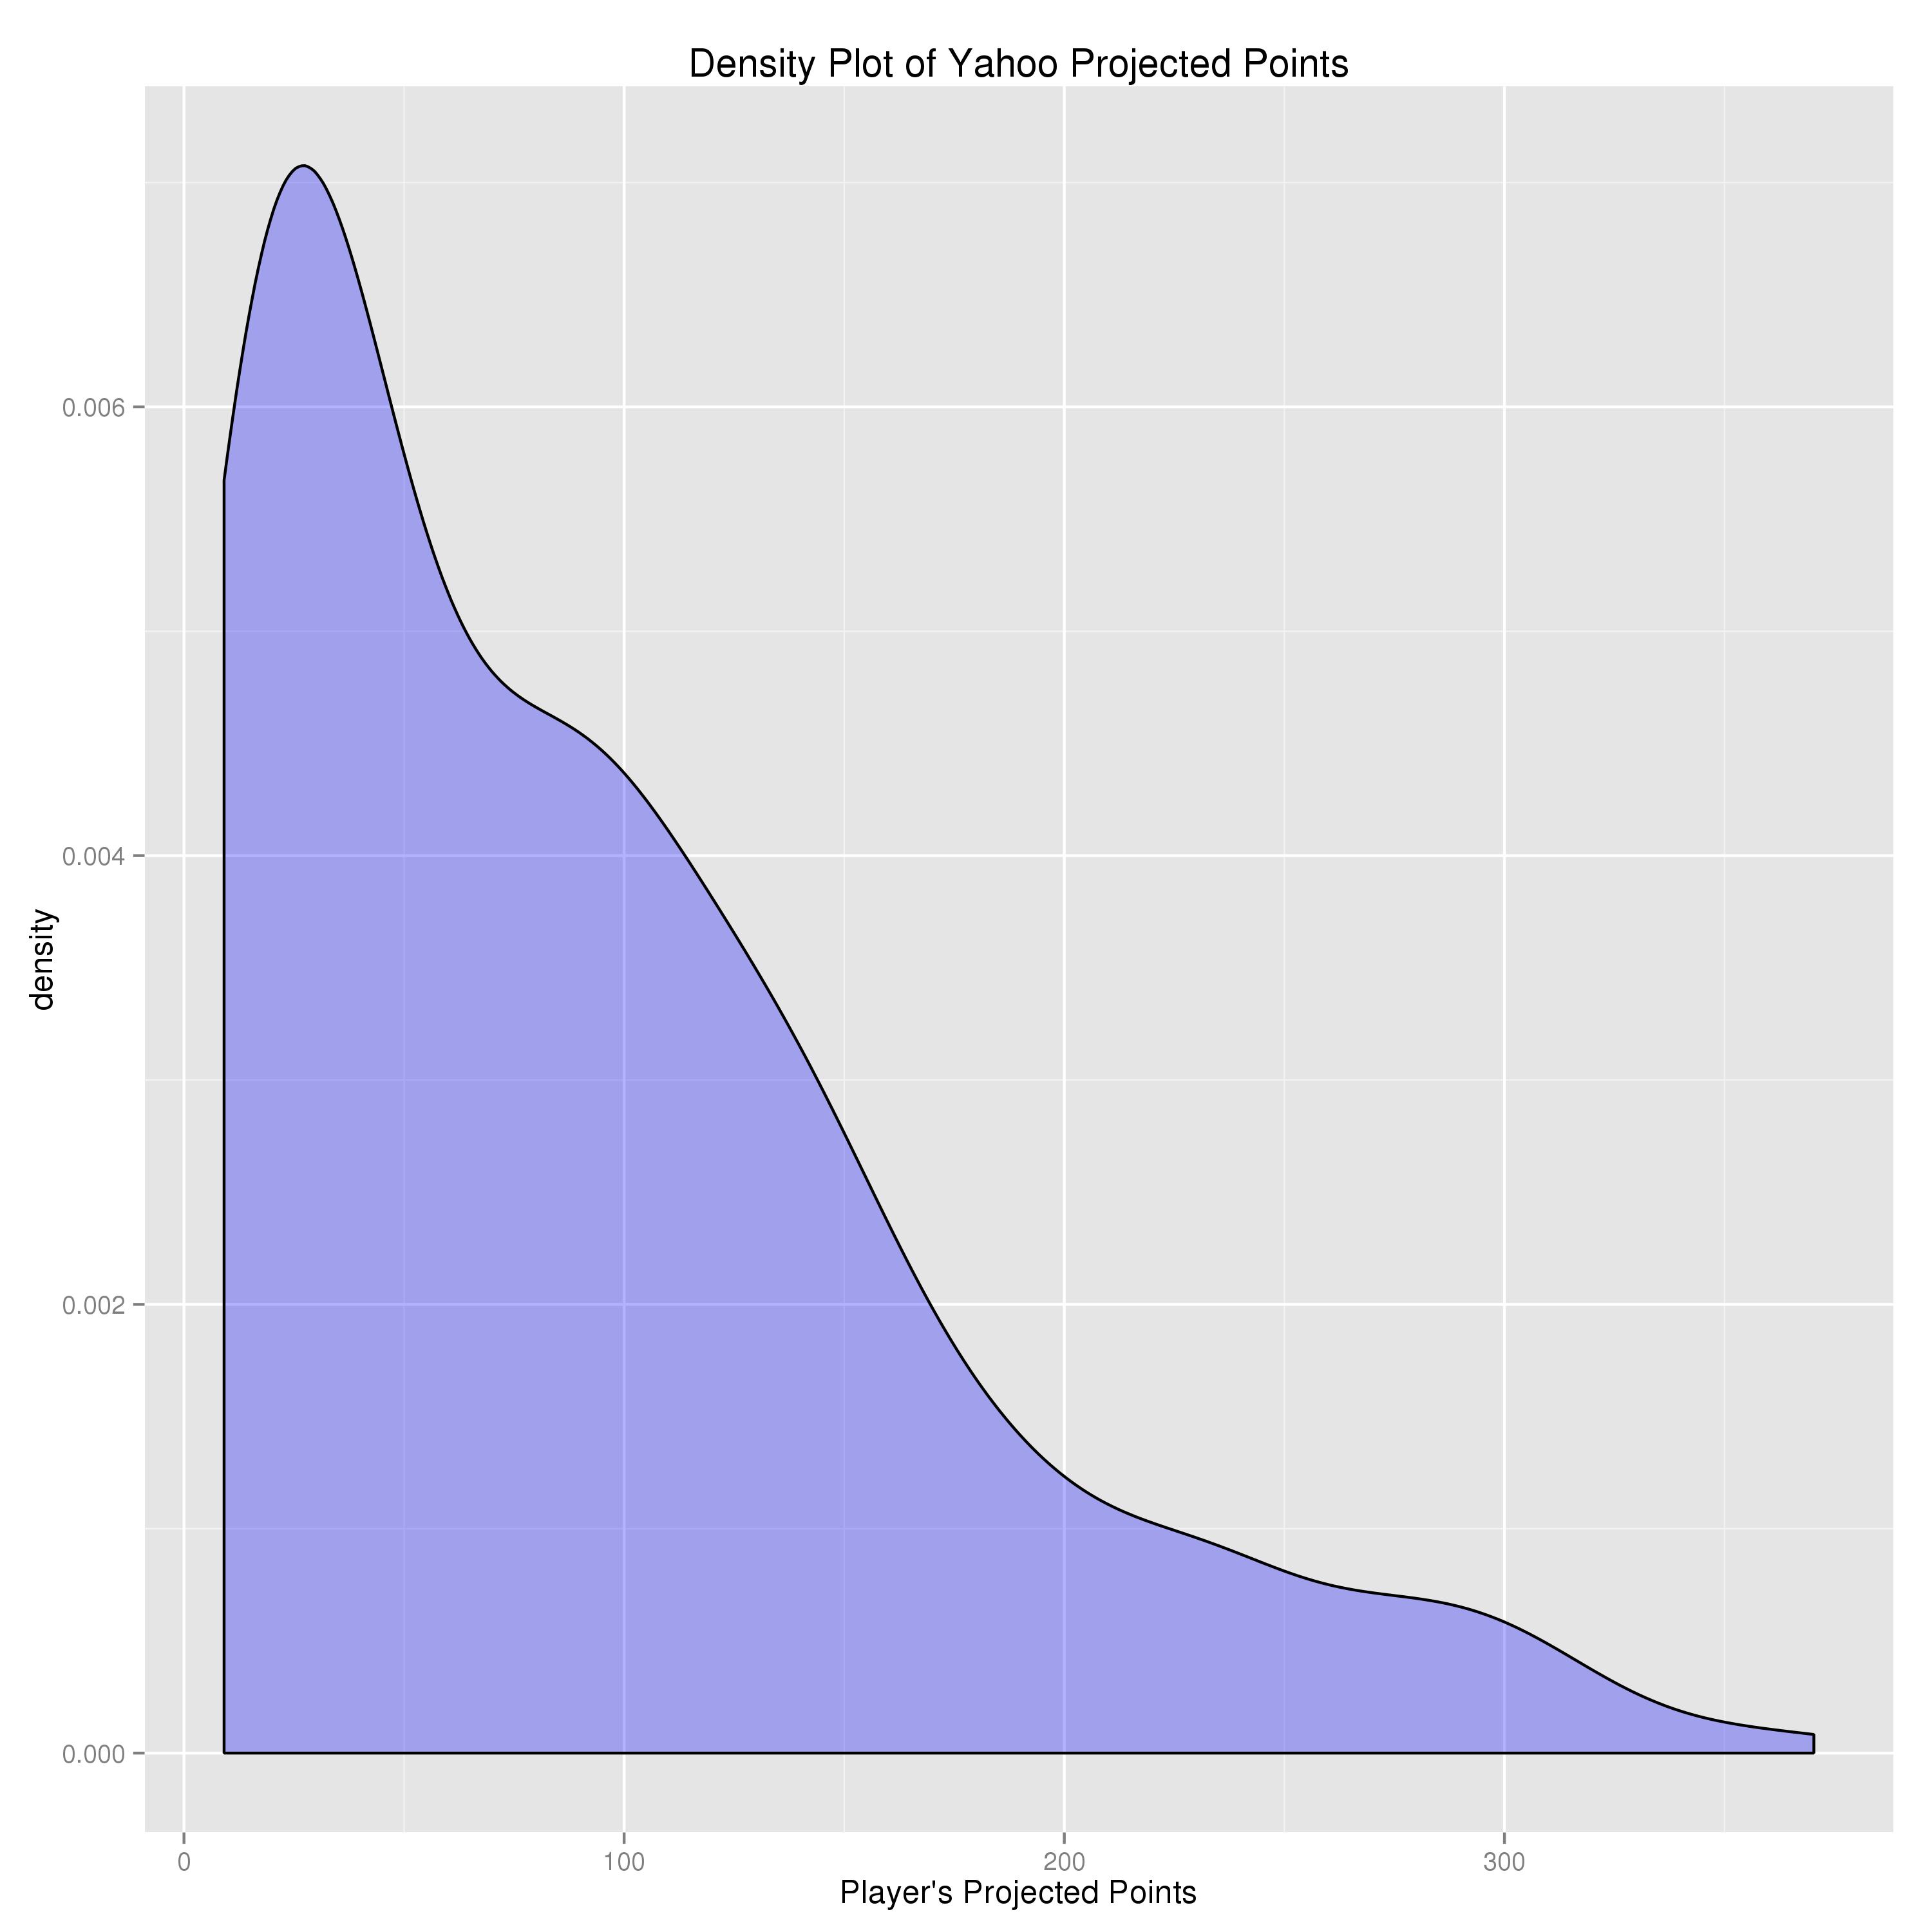 Density Plot of Yahoo Projected Points
density
0.006
0.004
0.002
0.000
0 100 200 300
Player's Projected Points